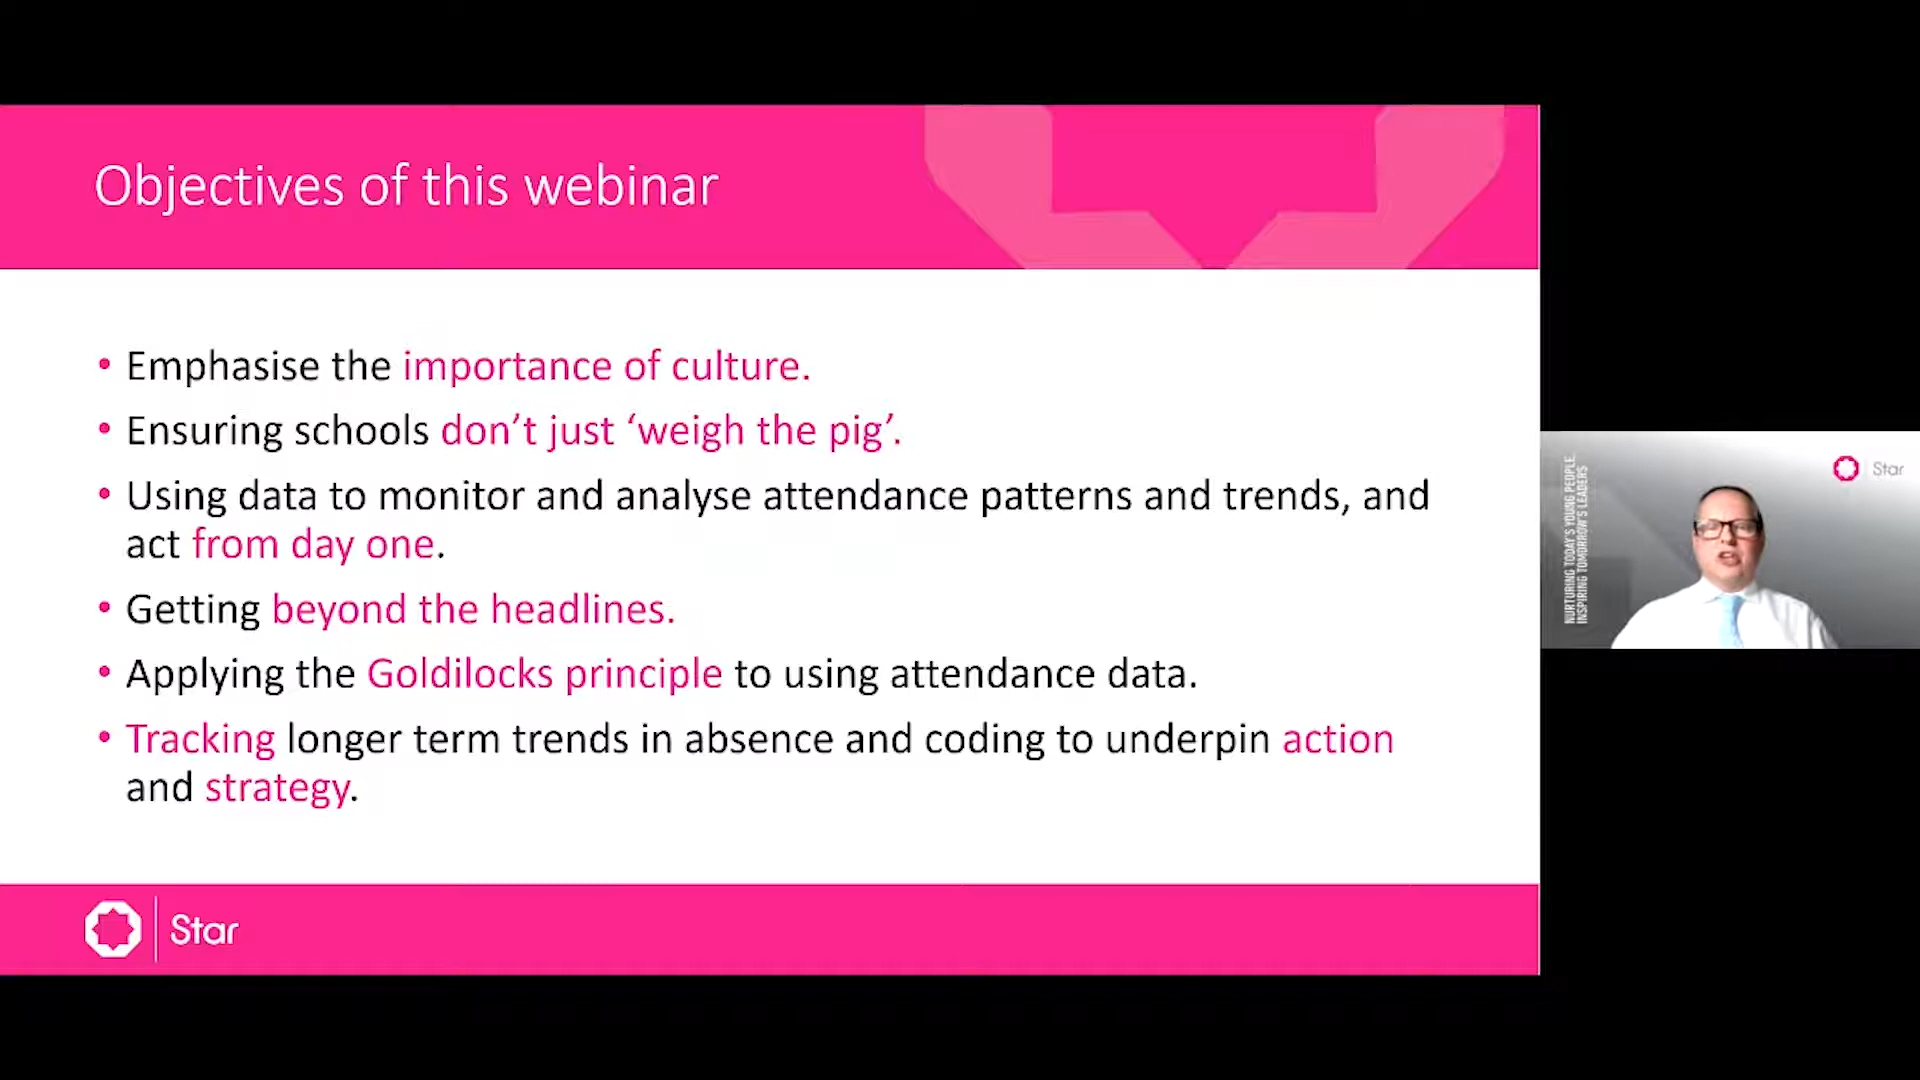 Objectives of this webinar
• Emphasise the importance of culture.
• Ensuring schools don’t just ‘weigh the pig’.
• Using data to monitor and analyse attendance patterns and trends, and
act from day one.
• Getting beyond the headlines.
• Applying the Goldilocks principle to using attendance data.
• Tracking longer term trends in absence and coding to underpin action
and strategy.
Star
NURTURING TODAY'S YOUNG PEOPLE,
INSPIRING TOMORROW'S LEADERS
Star